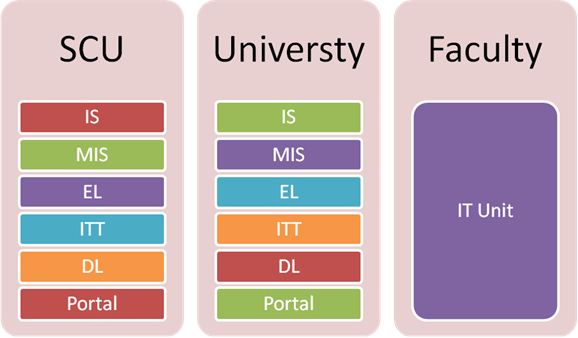 SCU
IS
MIS
EL
ITT
DL
Portal
Universty
IS
MIS
EL
ITT
DL
Portal
Faculty
IT Unit